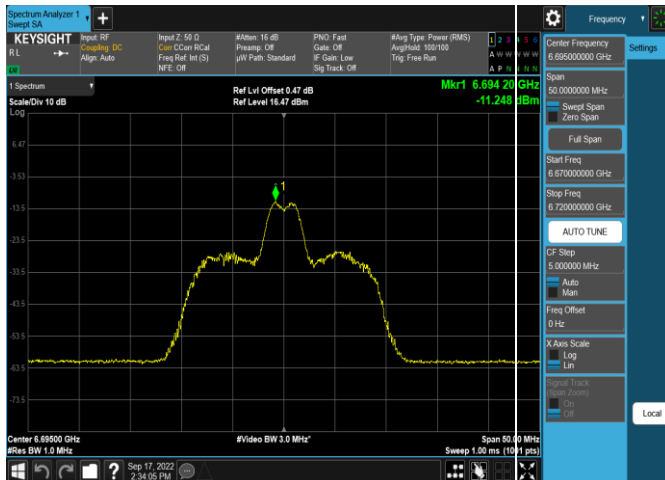 Spectrum Analyzer 1
Swept SA
Frequency
KEYSIGHT
R L
Input: RF
Coupling: DC
Align: Auto
Input Z: 50 Ω
Corr CCorr RCal
Freq Ref: Int (S)
NFE: Off
#Atten: 16 dB
Preamp: Off
µW Path: Standard
PNO: Fast
Gate: Off
IF Gain: Low
Sig Track: Off
#Avg Type: Power (RMS)
Avg|Hold: 100/100
Trig: Free Run
1 2 3 4 5 6
A W W W W W
A P N N N N
1 Spectrum
Scale/Div 10 dB
Log
Ref Lvl Offset 0.47 dB
Ref Level 16.47 dBm
Mkr1 6.694 20 GHz
-11.248 dBm
6.47
-3.53
-13.5
-23.5
-33.5
-43.5
-53.5
-63.5
-73.5
1
Center 6.69500 GHz
#Res BW 1.0 MHz
#Video BW 3.0 MHz*
Span 50.00 MHz
Sweep 1.00 ms (1001 pts)
Sep 17, 2022
2:34:05 PM
Center Frequency
6.695000000 GHz
Span
50.0000000 MHz
Swept Span
Zero Span
Full Span
Start Freq
6.670000000 GHz
Stop Freq
6.720000000 GHz
AUTO TUNE
CF Step
5.000000 MHz
Auto
Man
Freq Offset
0 Hz
X Axis Scale
Log
Lin
Signal Track
(Span Zoom)
On
Off
Settings
Local